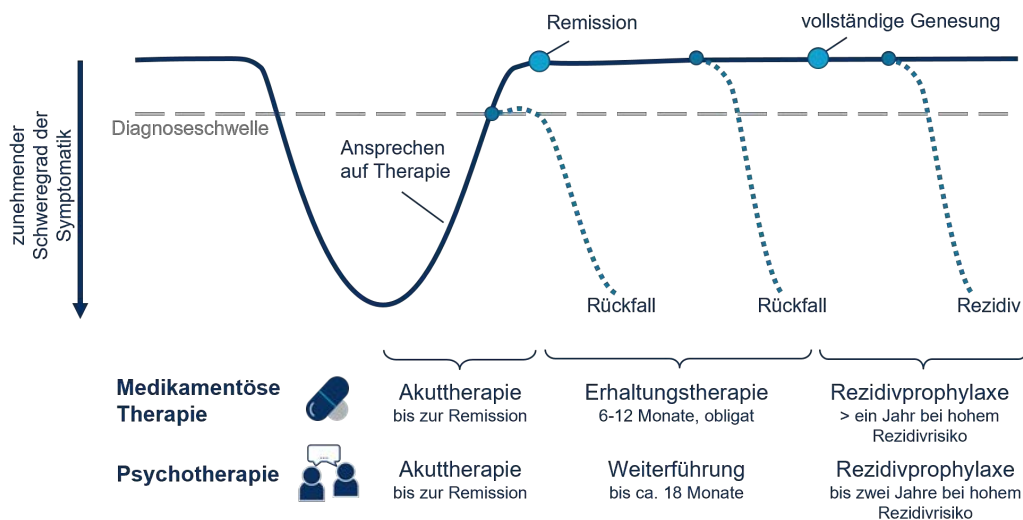 Remission
vollständige Genesung
zunehmender
Schweregrad der
Symptomatik
Diagnoseschwelle
Ansprechen
auf Therapie
Rückfall
Rückfall
Rezidiv
Medikamentöse
Therapie
Akuttherapie
bis zur Remission
Erhaltungstherapie
6-12 Monate, obligat
Rezidivprophylaxe
> ein Jahr bei hohem
Rezidivrisiko
Psychotherapie
Akuttherapie
bis zur Remission
Weiterführung
bis ca. 18 Monate
Rezidivprophylaxe
bis zwei Jahre bei hohem
Rezidivrisiko